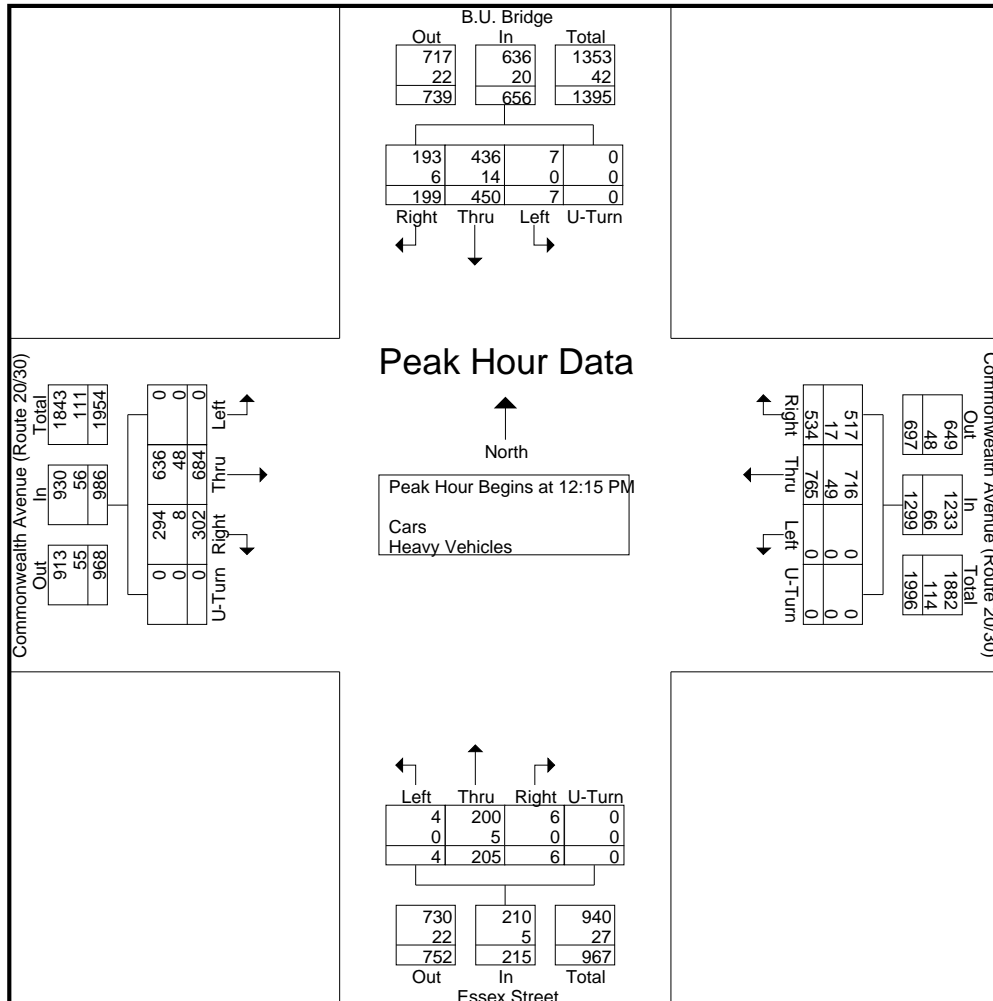 B.U. Bridge
Out In Total
717 636 1353
22 20 42
739 656 1395
193 436 7 0
6 14 0 0
199 450 7 0
Right Thru Left U-Turn
Peak Hour Data
North
Peak Hour Begins at 12:15 PM
Cars
Heavy Vehicles
Commonwealth Avenue (Route 20/30)
Out In Total
913 930 1843
55 56 111
968 986 1954
U-Turn Right Thru Left
0 294 636 0
0 8 48 0
0 302 684 0
Commonwealth Avenue (Route 20/30)
Out In Total
649 1233 1882
48 66 114
697 1299 1996
517 716 0 0
17 49 0 0
534 765 0 0
Right Thru Left U-Turn
Left Thru Right U-Turn
4 200 6 0
0 5 0 0
4 205 6 0
730 210 940
22 5 27
752 215 967
Out In Total
Essex Street